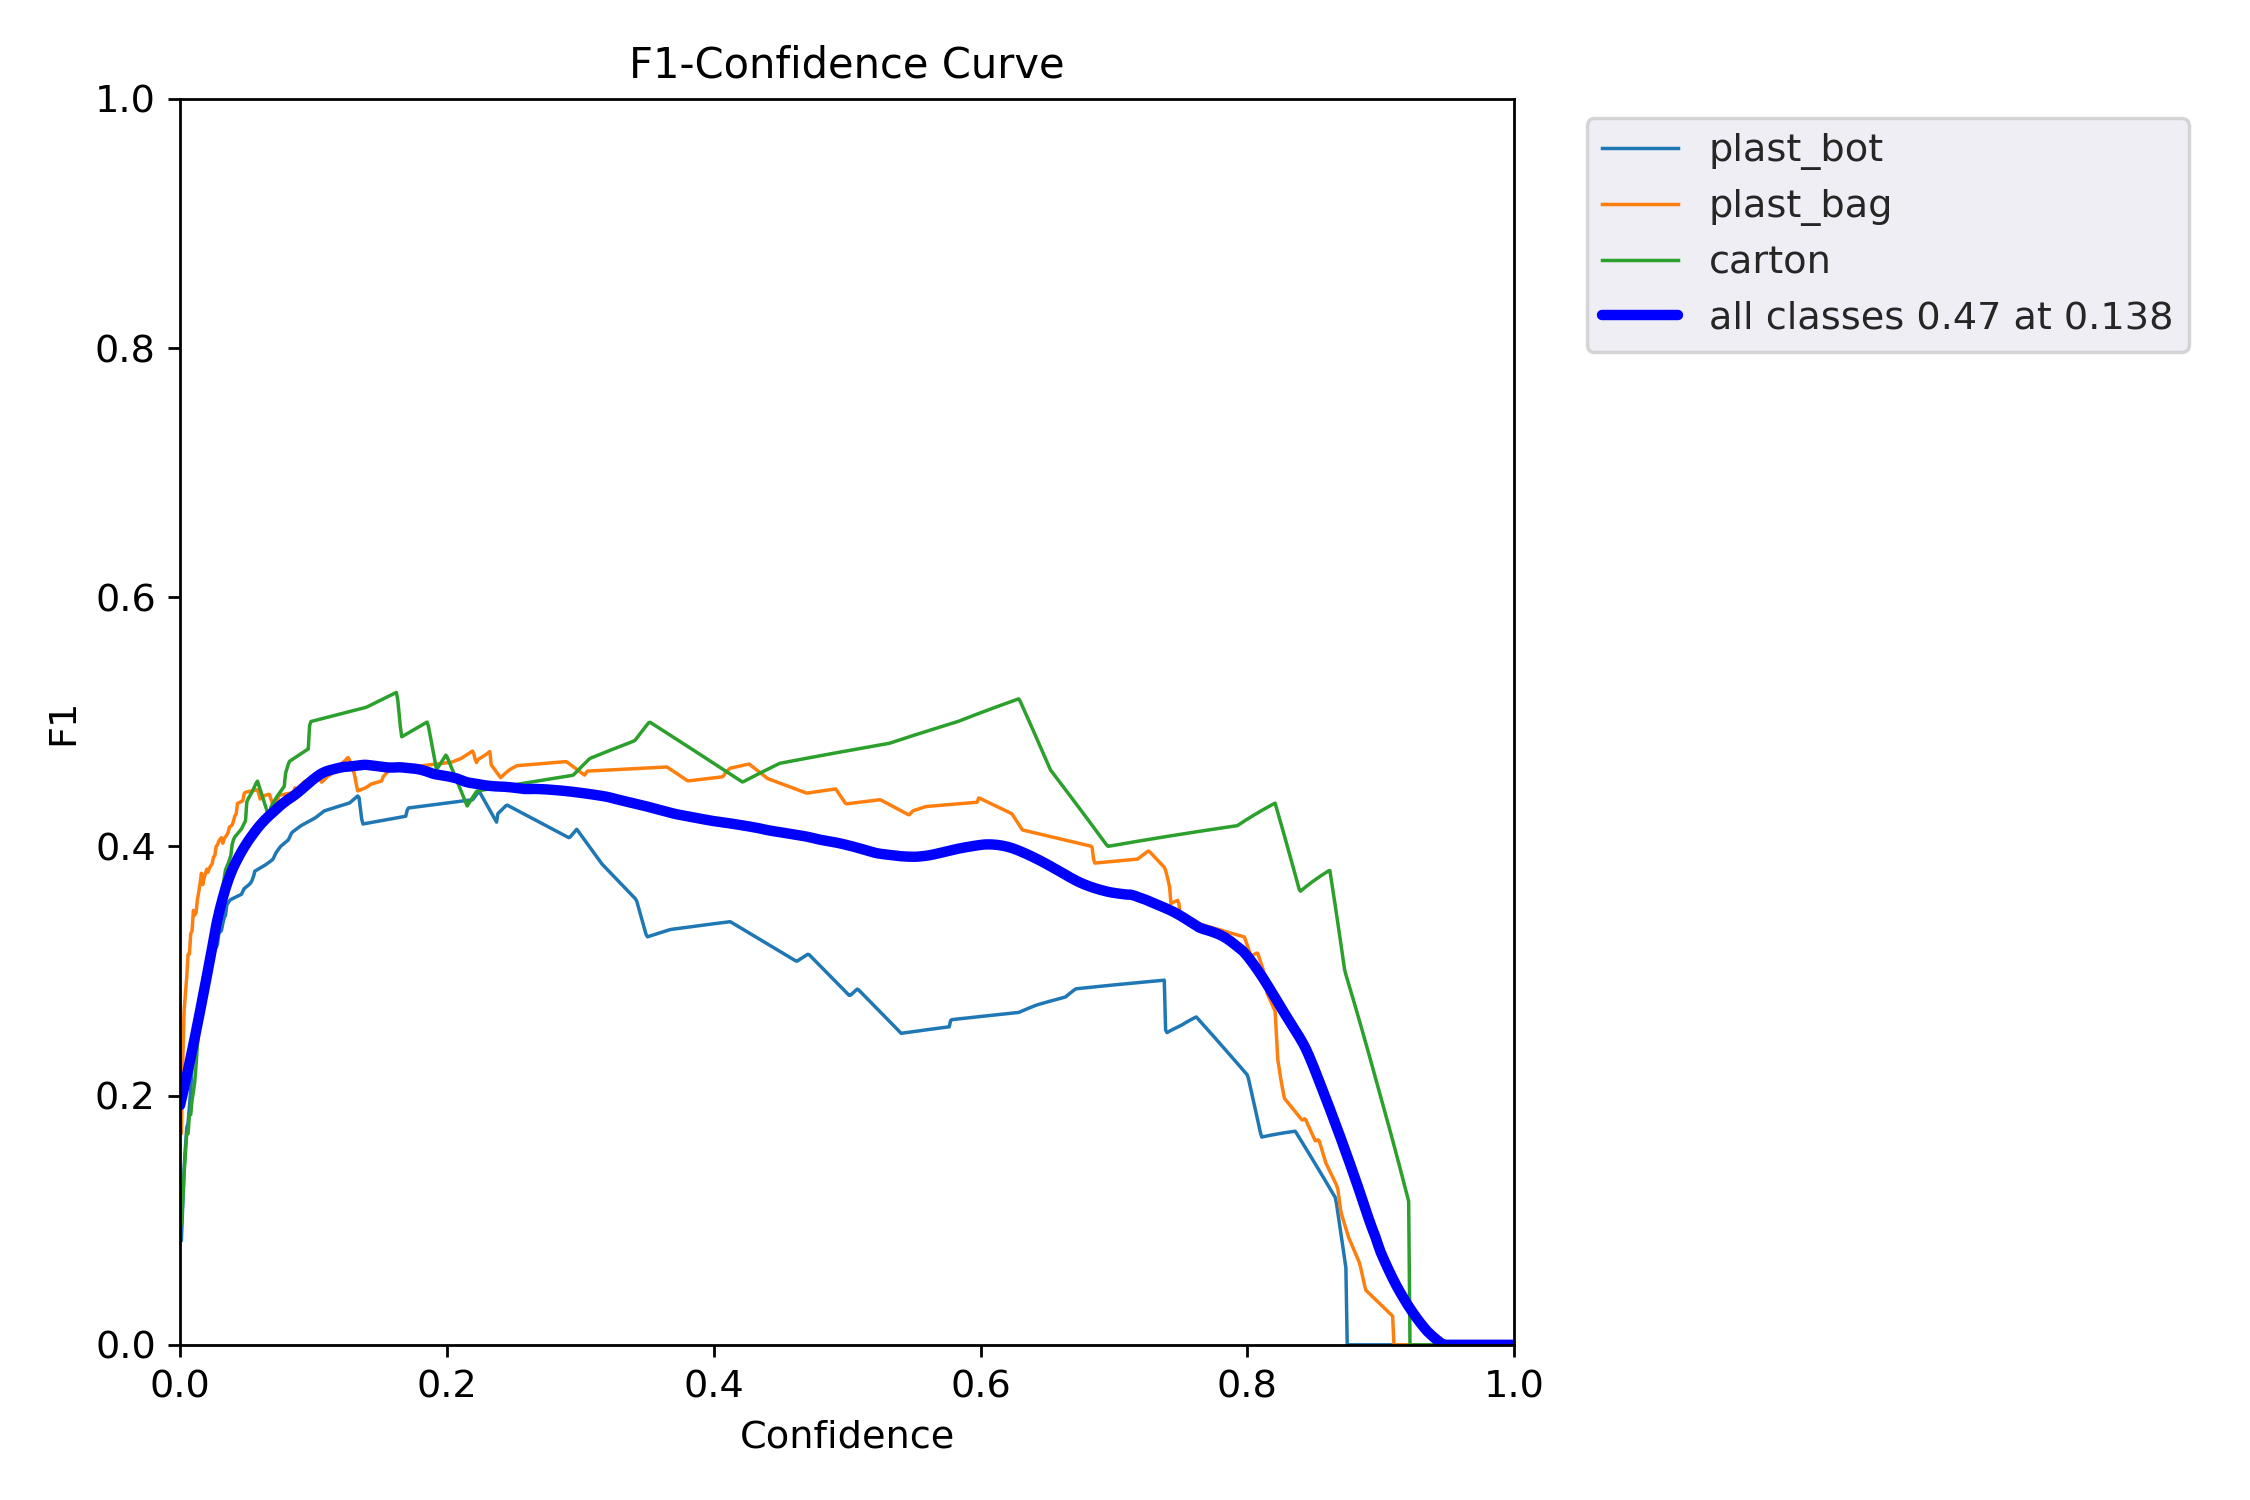 F1-Confidence Curve
1.0
0.8
0.6
0.4
0.2
0.0
F1
0.0 0.2 0.4 0.6 0.8 1.0
Confidence
plast_bot
plast_bag
carton
all classes 0.47 at 0.138